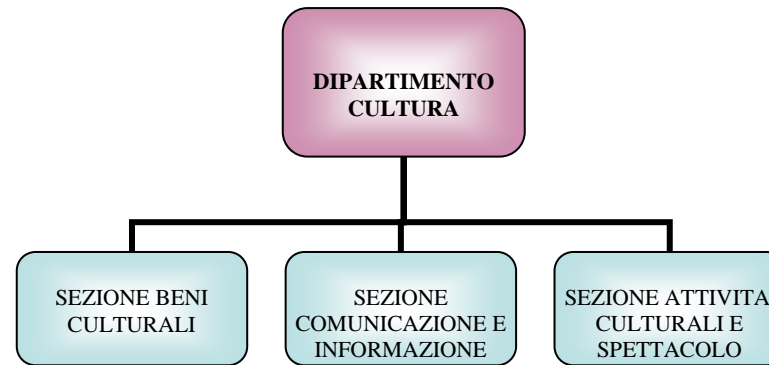 DIPARTIMENTO
CULTURA
SEZIONE BENI
CULTURALI
SEZIONE
COMUNICAZIONE E
INFORMAZIONE
SEZIONE ATTIVITA
CULTURALI E
SPETTACOLO